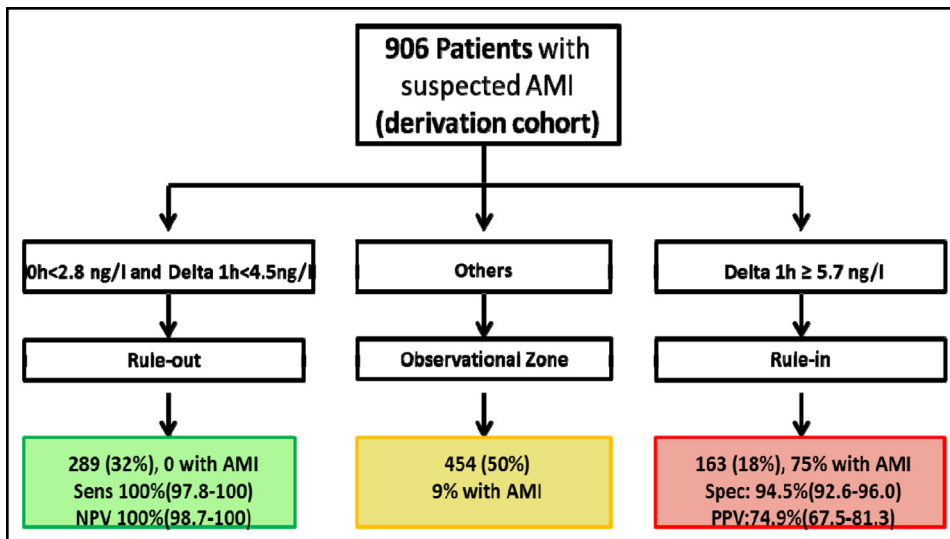 906 Patients with
suspected AMI
(derivation cohort)
0h<2.8 ng/l and Delta 1h<4.5ng/l
Others
Delta 1h ≥ 5.7 ng/l
Rule-out
Observational Zone
Rule-in
289 (32%), 0 with AMI
Sens 100%(97.8-100)
NPV 100%(98.7-100)
454 (50%)
9% with AMI
163 (18%), 75% with AMI
Spec: 94.5%(92.6-96.0)
PPV:74.9%(67.5-81.3)